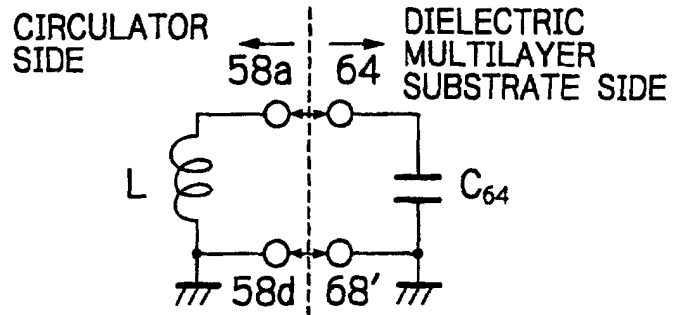 CIRCULATOR
SIDE
DIELECTRIC
MULTILAYER
SUBSTRATE SIDE
58a
64
L
C64
58d
68'